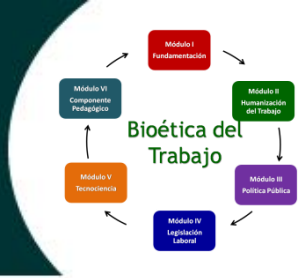 Módulo I
Fundamentación
Módulo II
Humanización
del Trabajo
Módulo III
Política Pública
Módulo IV
Legislación
Laboral
Módulo V
Tecnociencia
Módulo VI
Componente
Pedagógico
Bioética del
Trabajo